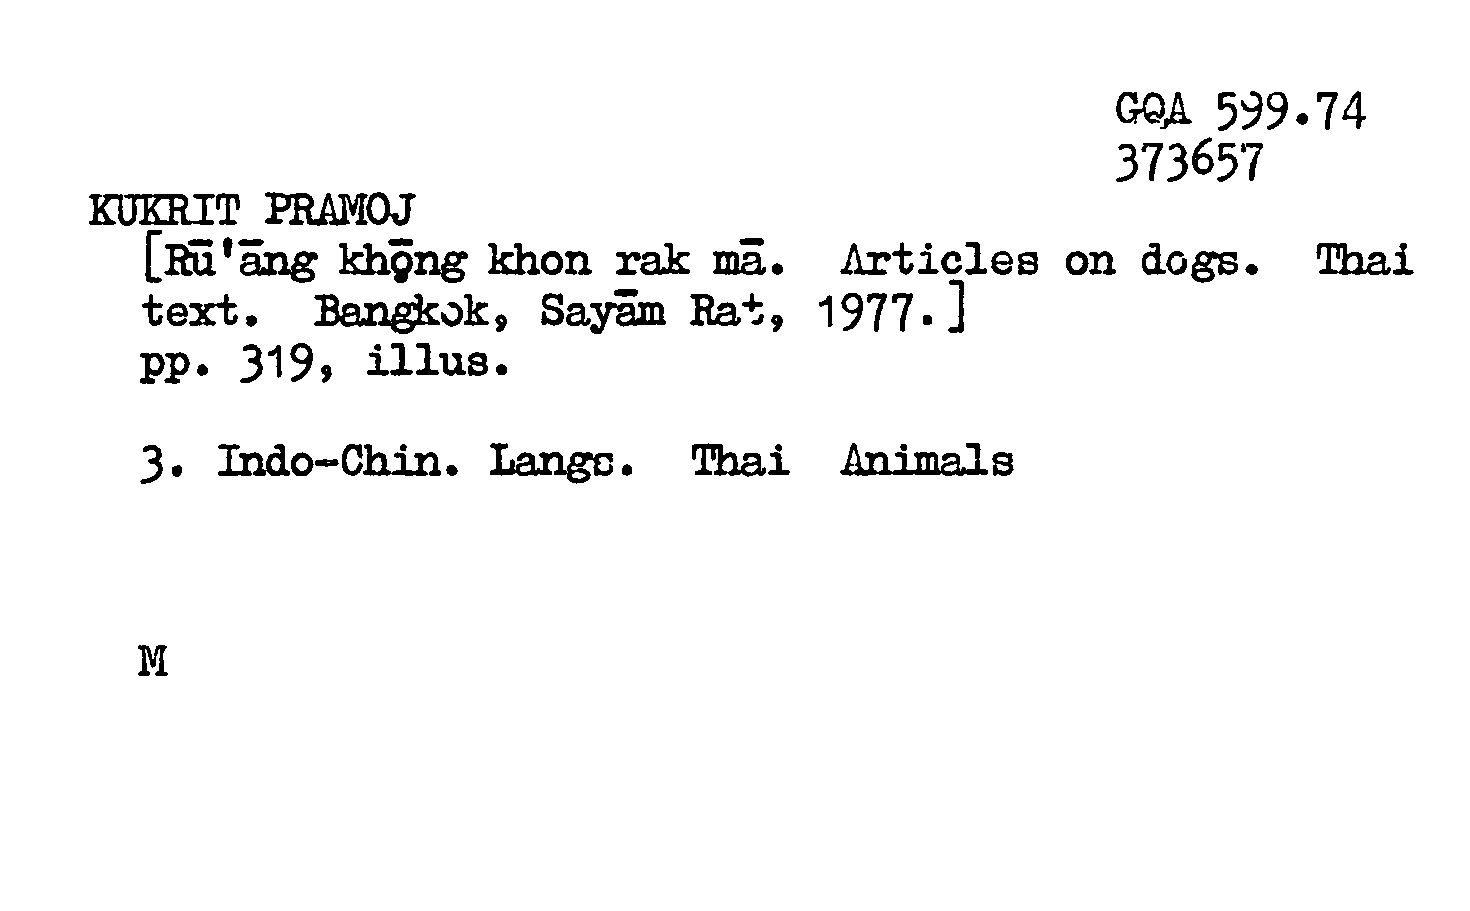 GQA 599.74
373657
KUKRIT PRAMOJ
[Rū'āng khǭng khon rak mā. Articles on dogs. Thai
text. Bangkok, Sayām Rat, 1977.]
pp. 319, illus.
3. Indo-Chin. Langs. Thai Animals
M